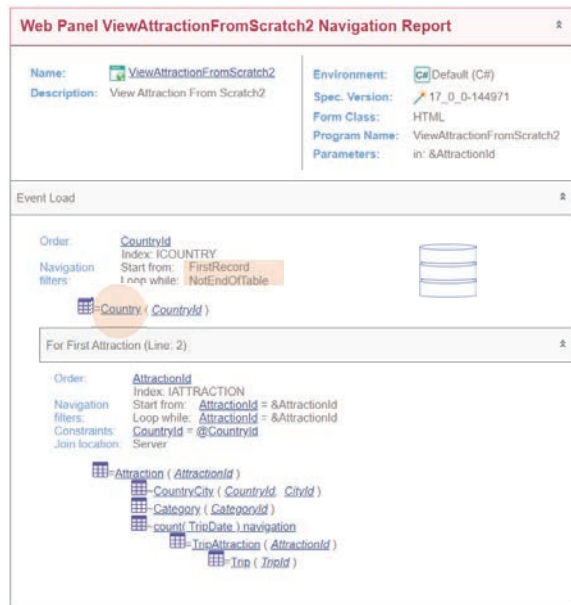 Web Panel ViewAttractionFromScratch2 Navigation Report
Name: ViewAttractionFromScratch2
Description: View Attraction From Scratch2
Environment: C# Default (C#)
Spec. Version: 17_0_0-144971
Form Class: HTML
Program Name: ViewAttractionFromScratch2
Parameters: in: &AttractionId
Event Load
Order: CountryId
Index: ICOUNTRY
Navigation filters: Start from: FirstRecord
Loop while: NotEndOfTable
=Country ( CountryId )
For First Attraction (Line: 2)
Order: AttractionId
Index: IATTRACTION
Navigation filters: Start from: AttractionId = &AttractionId
Loop while: AttractionId = &AttractionId
Constraints: CountryId = @CountryId
Join location: Server
=Attraction ( AttractionId )
~CountryCity ( CountryId, CityId )
~Category ( CategoryId )
~count( TripDate ) navigation
=TripAttraction ( AttractionId )
=Trip ( TripId )